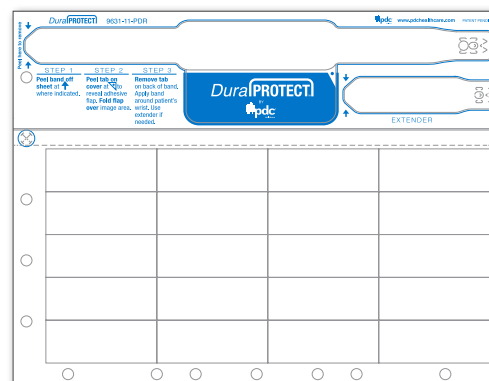 DuraPROTECT 9631-11-PDR
pdc www.pdchealthcare.com
Peel here to remove
STEP 1
Peel band off
sheet at
where indicated.
STEP 2
Peel tab on
cover at to
reveal adhesive
flap. Fold flap
over image area.
STEP 3
Remove tab
on back of band.
Apply band
around patient's
wrist. Use
extender if
needed.
DuraPROTECT
BY
pdc
EXTENDER